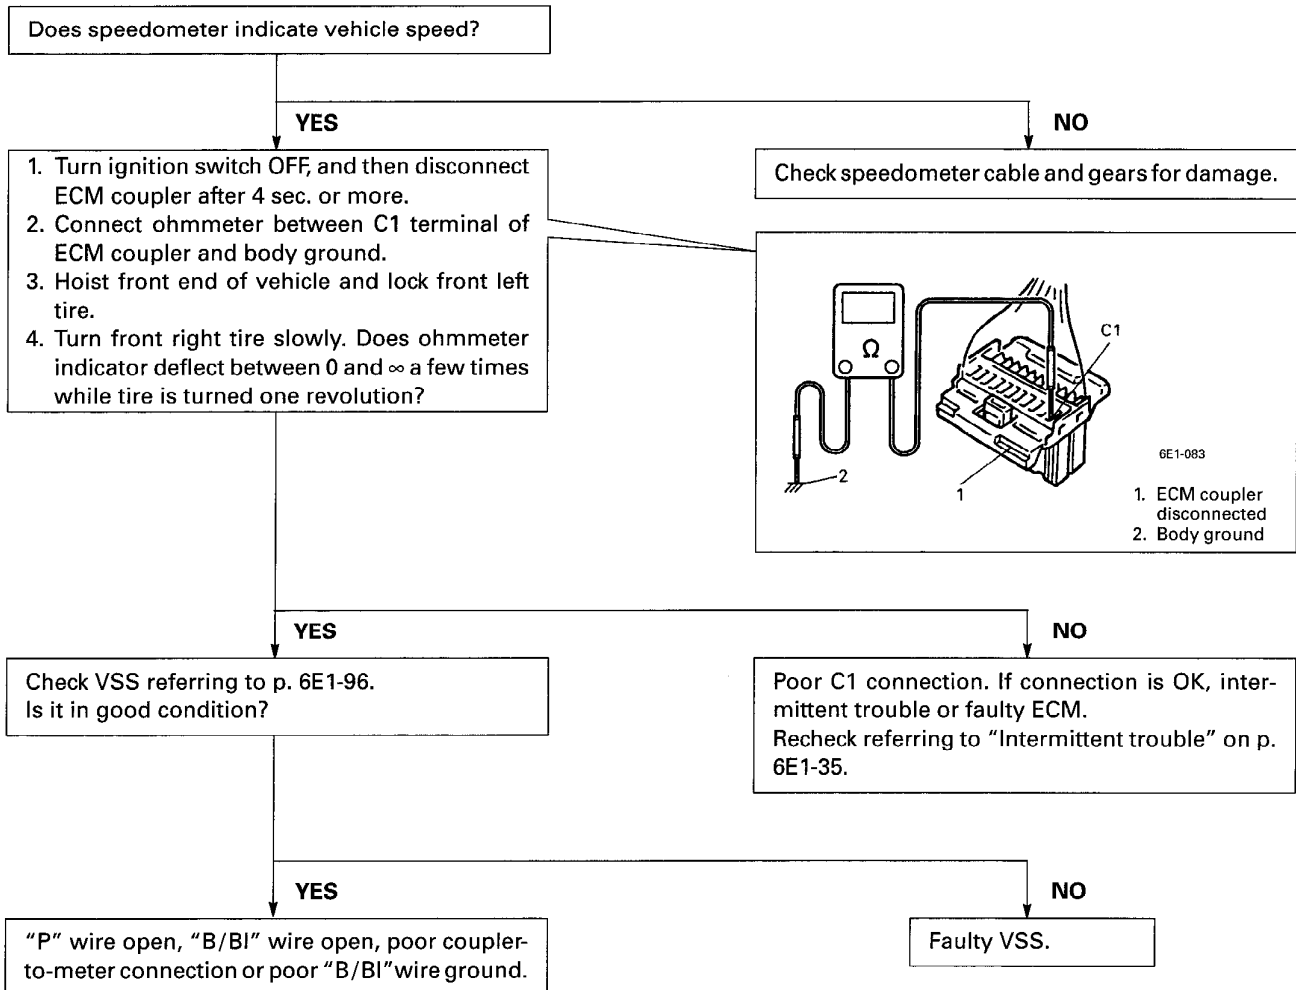 Does speedometer indicate vehicle speed?
YES
NO
1. Turn ignition switch OFF, and then disconnect
ECM coupler after 4 sec. or more.
2. Connect ohmmeter between C1 terminal of
ECM coupler and body ground.
3. Hoist front end of vehicle and lock front left
tire.
4. Turn front right tire slowly. Does ohmmeter
indicator deflect between 0 and ∞ a few times
while tire is turned one revolution?
Check speedometer cable and gears for damage.
Ω
C1
2
1
6E1-083
1. ECM coupler
disconnected
2. Body ground
YES
NO
Check VSS referring to p. 6E1-96.
Is it in good condition?
Poor C1 connection. If connection is OK, inter-
mittent trouble or faulty ECM.
Recheck referring to “Intermittent trouble” on p.
6E1-35.
YES
NO
“P” wire open, “B/Bl” wire open, poor coupler-
to-meter connection or poor “B/Bl” wire ground.
Faulty VSS.